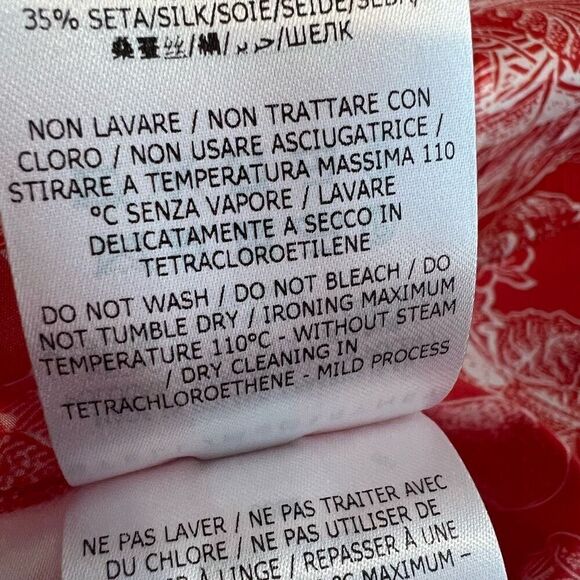 35% SETA/SILK/SOIE/SEIDE/
/ШЕЛК
NON LAVARE / NON TRATTARE CON
CLORO / NON USARE ASCIUGATRICE /
STIRARE A TEMPERATURA MASSIMA 110
°C SENZA VAPORE / LAVARE
DELICATAMENTE A SECCO IN
TETRACLOROETILENE
DO NOT WASH / DO NOT BLEACH / DO
NOT TUMBLE DRY / IRONING MAXIMUM
TEMPERATURE 110°C - WITHOUT STEAM
/ DRY CLEANING IN
TETRACHLOROETHENE - MILD PROCESS
NE PAS LAVER / NE PAS TRAITER AVEC
DU CHLORE / NE PAS UTILISER DE
À LINGE / REPASSER À UNE
MAXIMUM –